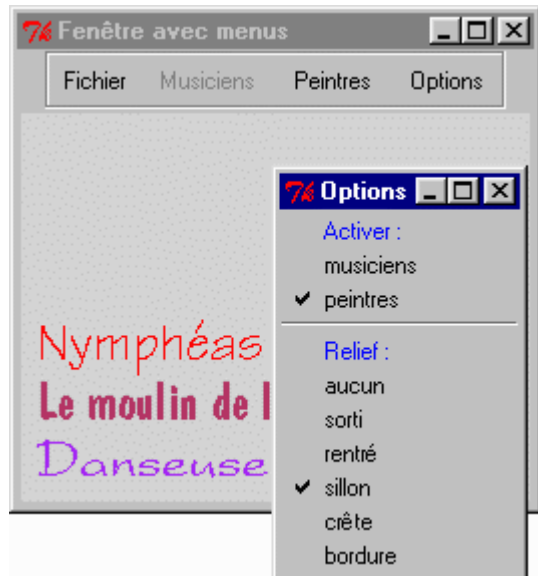 Fenêtre avec menus
Fichier Musiciens Peintres Options
Options
Activer :
musiciens
peintres
Relief :
aucun
sorti
rentré
sillon
crête
bordure
Nymphéas
Le moulin de
Danseuse